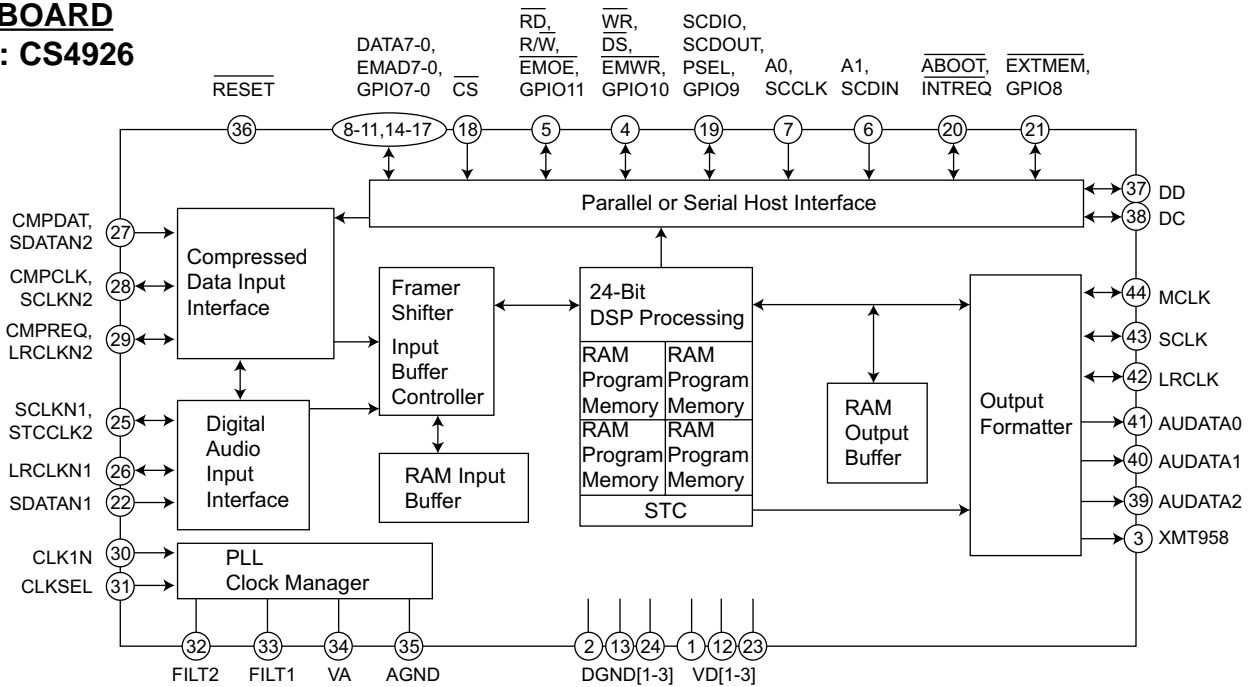 BOARD
: CS4926
RESET
DATA7-0,
EMAD7-0,
GPIO7-0
CS
RD,
R/W,
EMOE,
GPIO11
WR,
DS,
EMWR,
GPIO10
SCDIO,
SCDOUT,
PSEL,
GPIO9
A0,
SCCLK
A1,
SCDIN
ABOOT,
INTREQ
EXTMEM,
GPIO8
36
8-11,14-17
18
5
4
19
7
6
20
21
Parallel or Serial Host Interface
37 DD
38 DC
CMPDAT,
SDATAN2
27
CMPCLK,
SCLKN2
28
CMPREQ,
LRCLKN2
29
Compressed
Data Input
Interface
Framer
Shifter
Input
Buffer
Controller
24-Bit
DSP Processing
RAM
Program
Memory
RAM
Program
Memory
RAM
Program
Memory
RAM
Program
Memory
STC
RAM
Output
Buffer
Output
Formatter
44 MCLK
43 SCLK
42 LRCLK
41 AUDATA0
40 AUDATA1
39 AUDATA2
3 XMT958
SCLKN1,
STCCLK2
25
LRCLKN1 26
SDATAN1 22
Digital
Audio
Input
Interface
RAM Input
Buffer
CLK1N 30
CLKSEL 31
PLL
Clock Manager
32
33
34
35
2
13
24
1
12
23
FILT2
FILT1
VA
AGND
DGND[1-3]
VD[1-3]